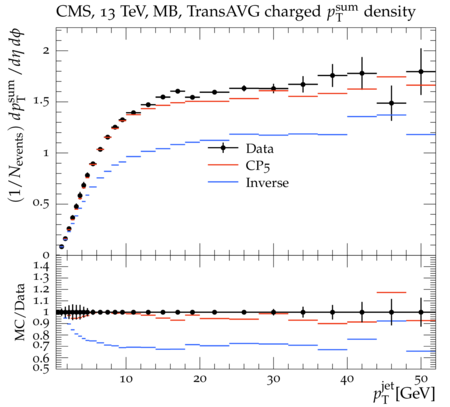 CMS, 13 TeV, MB, TransAVG charged p_T^sum density
(1/N_events) dp_T^sum/dη dϕ
2
1.5
1
0.5
0
Data
CP5
Inverse
MC/Data
1.4
1.3
1.2
1.1
1
0.9
0.8
0.7
0.6
0.5
10
20
30
40
50
p_T^jet [GeV]